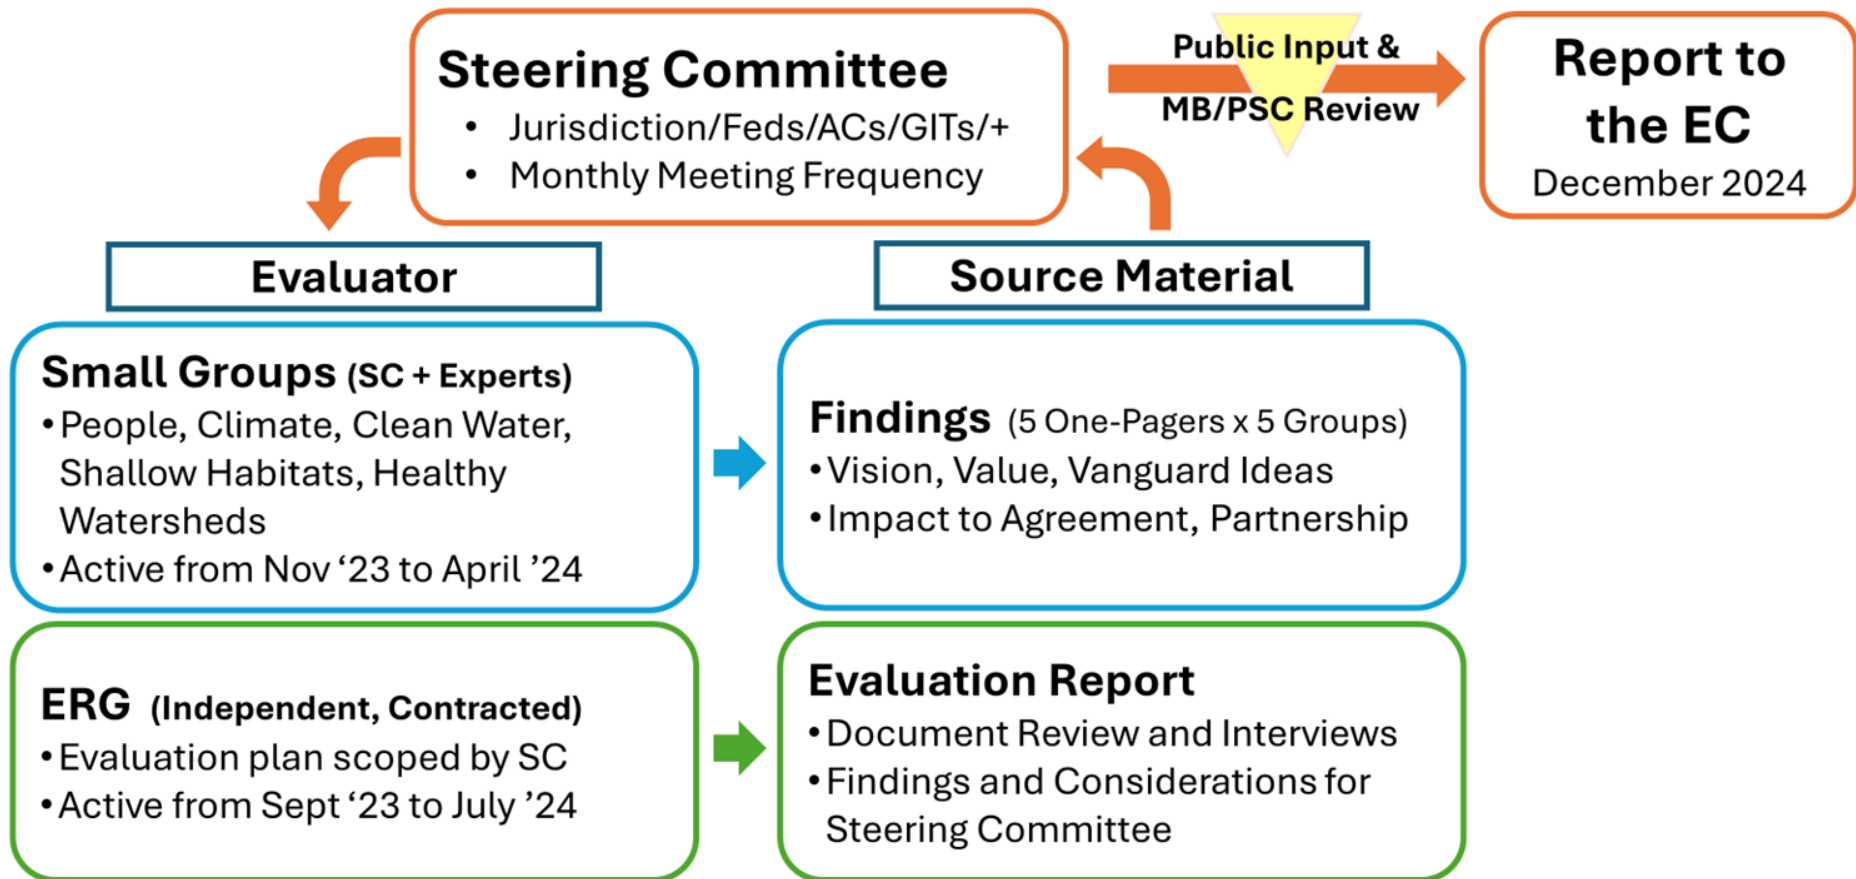 Steering Committee
• Jurisdiction/Feds/ACs/GITs/+
• Monthly Meeting Frequency
Public Input &
MB/PSC Review
Report to
the EC
December 2024
Evaluator
Source Material
Small Groups (SC + Experts)
• People, Climate, Clean Water,
Shallow Habitats, Healthy
Watersheds
• Active from Nov ‘23 to April ’24
Findings (5 One-Pagers x 5 Groups)
• Vision, Value, Vanguard Ideas
• Impact to Agreement, Partnership
ERG (Independent, Contracted)
• Evaluation plan scoped by SC
• Active from Sept ‘23 to July ’24
Evaluation Report
• Document Review and Interviews
• Findings and Considerations for
Steering Committee